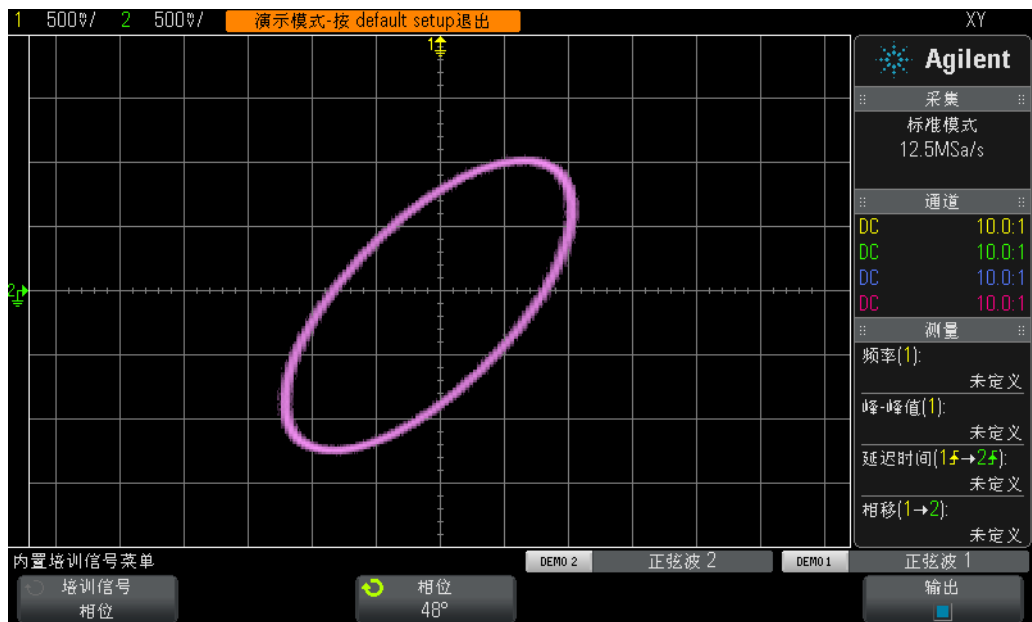 1 500♈/ 2 500♈/ 演示模式-按 default setup退出 XY
1
2
Agilent
采集
标准模式
12.5MSa/s
通道
DC 10.0:1
DC 10.0:1
DC 10.0:1
DC 10.0:1
测量
频率(1):
未定义
峰-峰值(1):
未定义
延迟时间(1→2):
未定义
相移(1→2):
未定义
内置培训信号菜单
DEMO 2 正弦波 2 DEMO 1 正弦波 1
培训信号 相位 输出
相位 48°